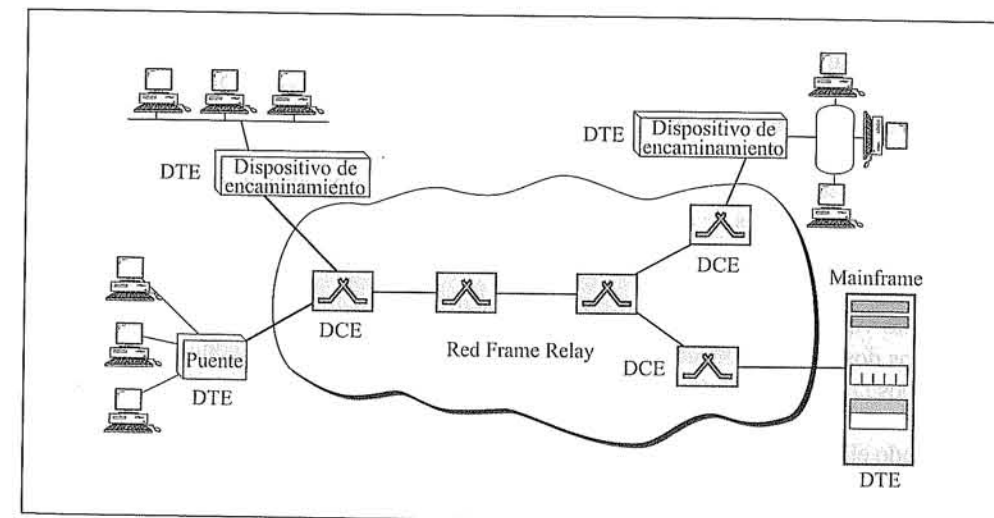 DTE
Dispositivo de
encaminamiento
DTE
Dispositivo de
encaminamiento
DCE
Mainframe
DCE
Red Frame Relay
DCE
Puente
DTE
DTE